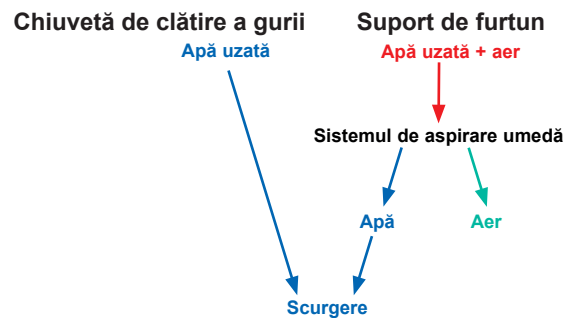 Chiuvetă de clătire a gurii
Suport de furtun
Apă uzată
Apă uzată + aer
Sistemul de aspirare umedă
Apă
Aer
Scurgere